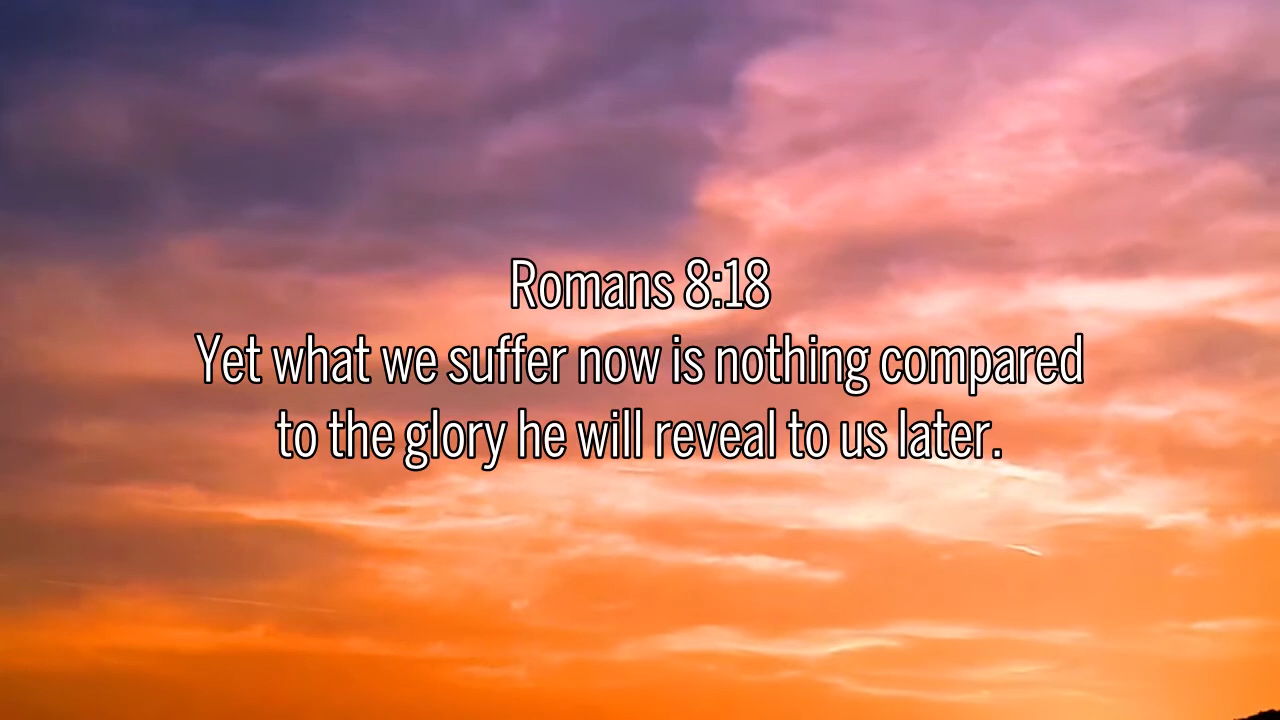 Romans 8:18
Yet what we suffer now is nothing compared
to the glory he will reveal to us later.